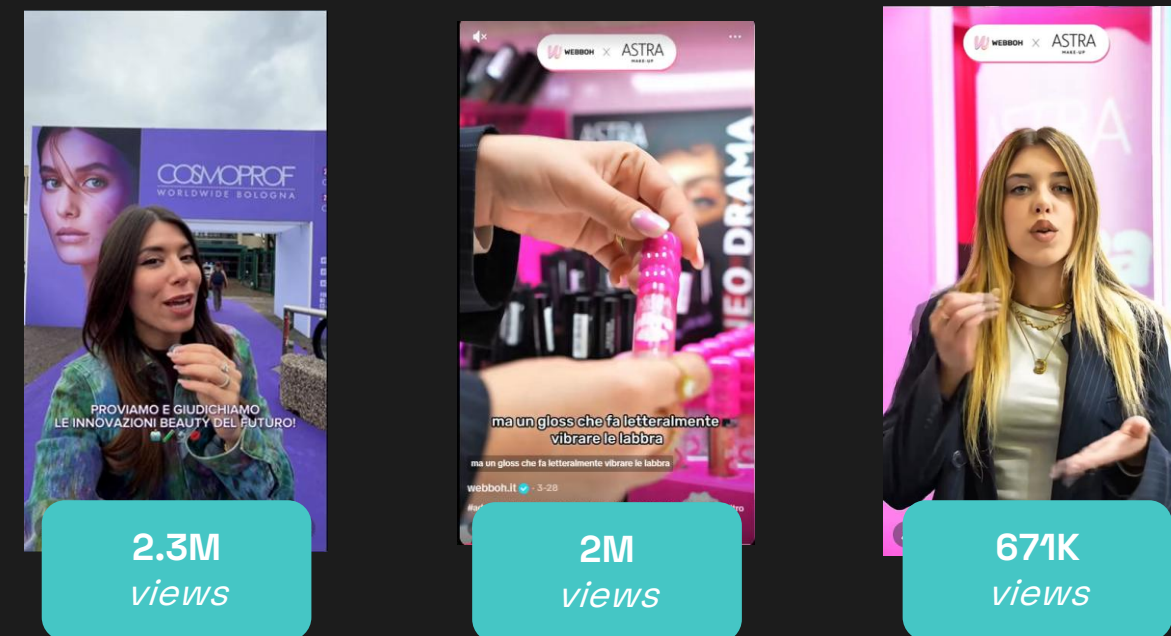 COSMOPROF
WORLDWIDE BOLOGNA
PROVIAMO E GIUDICHIAMO
LE INNOVAZIONI BEAUTY DEL FUTURO!
2.3M
views
WEBBOH X ASTRA
MAKE-UP
ASTRA
NEO DRAMA
ma un gloss che fa letteralmente
vibrare le labbra
ma un gloss che fa letteralmente vibrare le labbra
webboh.it · 3-28
2M
views
WEBBOH X ASTRA
MAKE-UP
671K
views